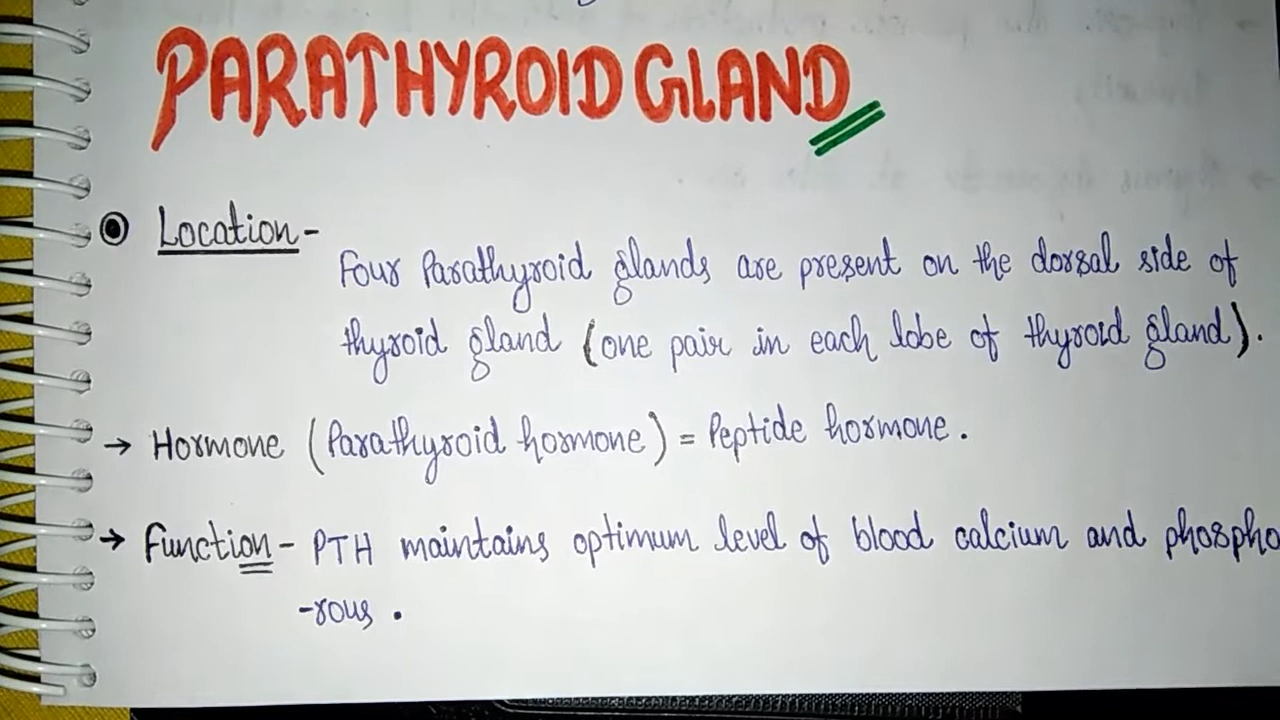 PARATHYROID GLAND
Location-
Four Parathyroid glands are present on the dorsal side of
thyroid gland (one pair in each lobe of thyroid gland).
→ Hormone (Parathyroid hormone) = Peptide hormone.
→ Function- PTH maintains optimum level of blood calcium and phospho
-rous.